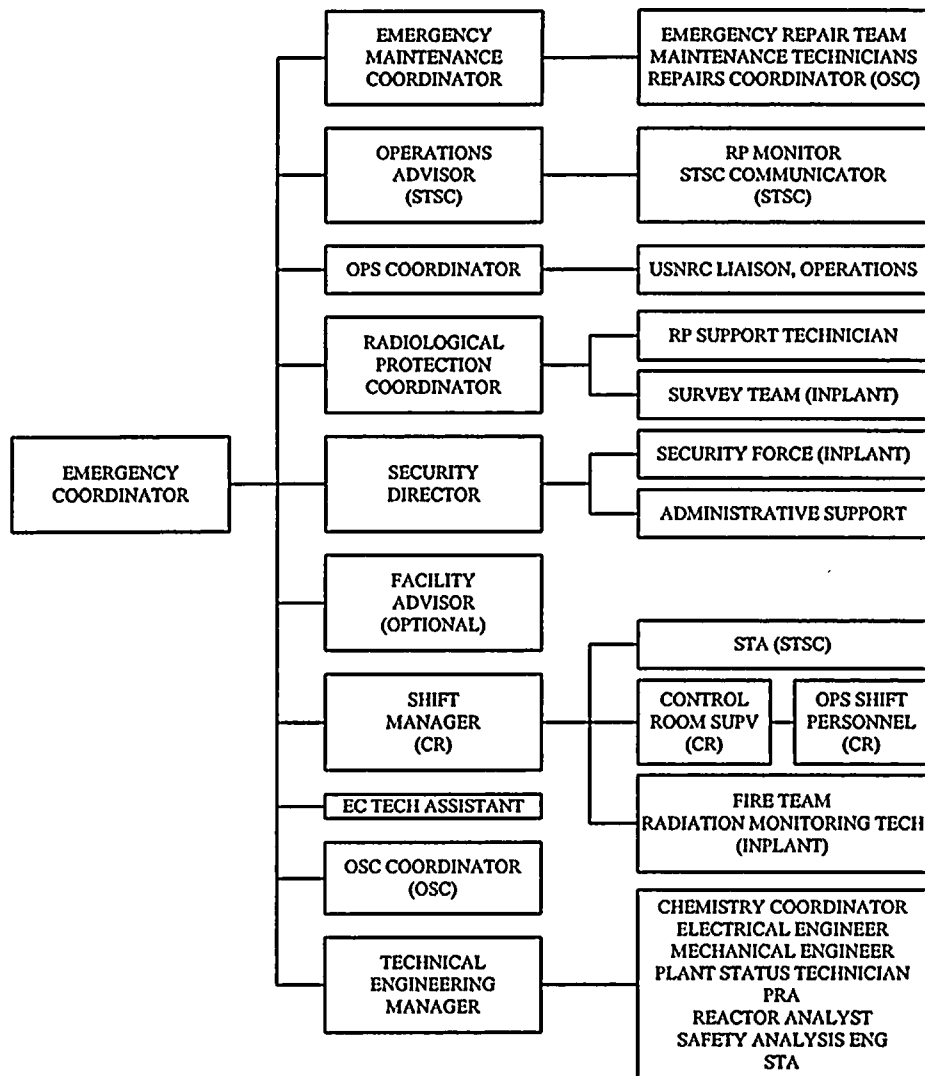 EMERGENCY
MAINTENANCE
COORDINATOR
EMERGENCY REPAIR TEAM
MAINTENANCE TECHNICIANS
REPAIRS COORDINATOR (OSC)
OPERATIONS
ADVISOR
(STSC)
RP MONITOR
STSC COMMUNICATOR
(STSC)
OPS COORDINATOR
USNRC LIAISON, OPERATIONS
RADIOLOGICAL
PROTECTION
COORDINATOR
RP SUPPORT TECHNICIAN
SURVEY TEAM (INPLANT)
EMERGENCY
COORDINATOR
SECURITY
DIRECTOR
SECURITY FORCE (INPLANT)
ADMINISTRATIVE SUPPORT
FACILITY
ADVISOR
(OPTIONAL)
SHIFT
MANAGER
(CR)
STA (STSC)
CONTROL
ROOM SUPV
(CR)
OPS SHIFT
PERSONNEL
(CR)
FIRE TEAM
RADIATION MONITORING TECH
(INPLANT)
EC TECH ASSISTANT
OSC COORDINATOR
(OSC)
TECHNICAL
ENGINEERING
MANAGER
CHEMISTRY COORDINATOR
ELECTRICAL ENGINEER
MECHANICAL ENGINEER
PLANT STATUS TECHNICIAN
PRA
REACTOR ANALYST
SAFETY ANALYSIS ENG
STA